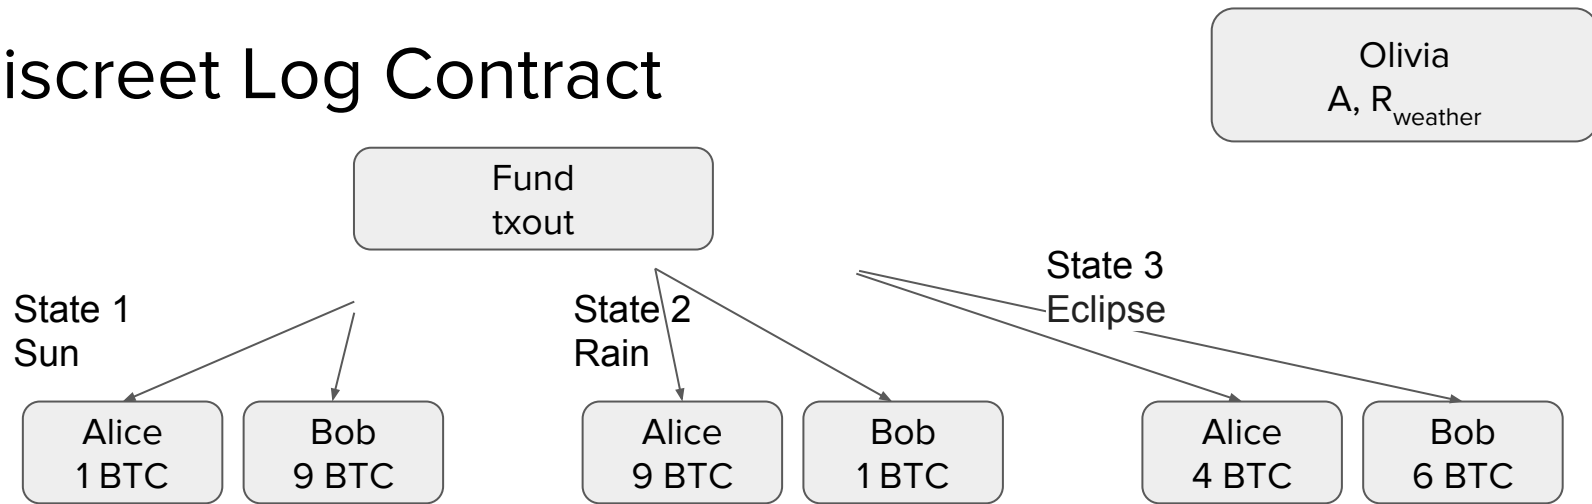 iscreet Log Contract
Olivia
A, R_weather
Fund
txout
State 1
Sun
State 2
Rain
State 3
Eclipse
Alice
1 BTC
Bob
9 BTC
Alice
9 BTC
Bob
1 BTC
Alice
4 BTC
Bob
6 BTC